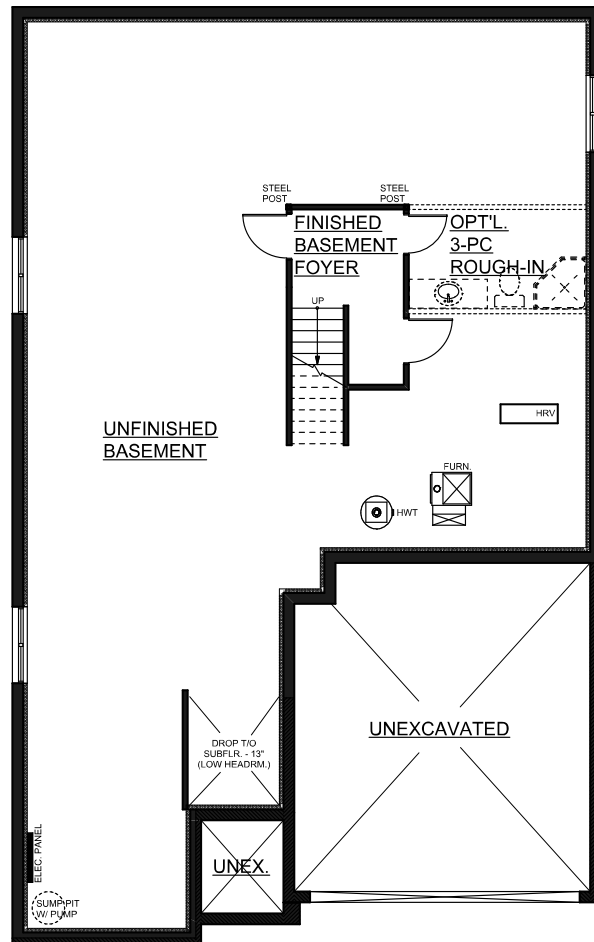 STEEL
POST
STEEL
POST
FINISHED
BASEMENT
FOYER
OPT'L.
3-PC
ROUGH-IN
UP
HRV
UNFINISHED
BASEMENT
FURN.
HWT
UNEXCAVATED
DROP T/O
SUBFLR. - 13"
(LOW HEADRM.)
ELEC. PANEL
UNEX.
SUMP PIT
W/ PUMP